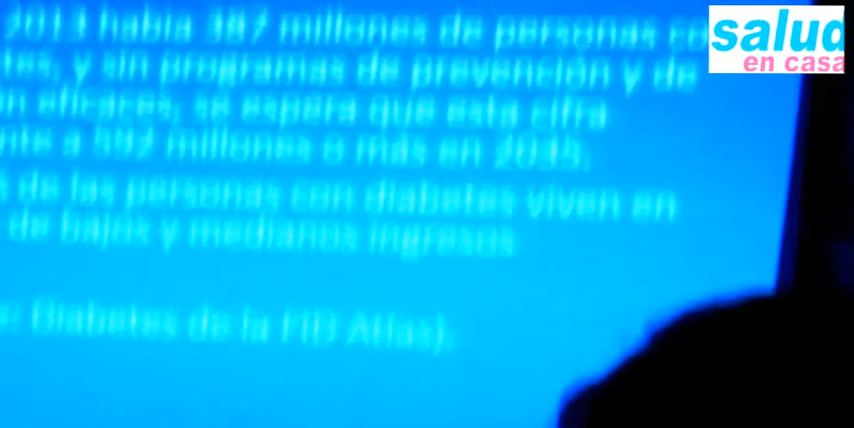 2013 había 387 millones de personas co
tes, y sin programas de prevención y de
n eficaces, se espera que esta cifra
nte a 592 millones o más en 2035.
de las personas con diabetes viven en
de bajos y medianos ingresos
Diabetes de la FID Atlas).
salud
en casa